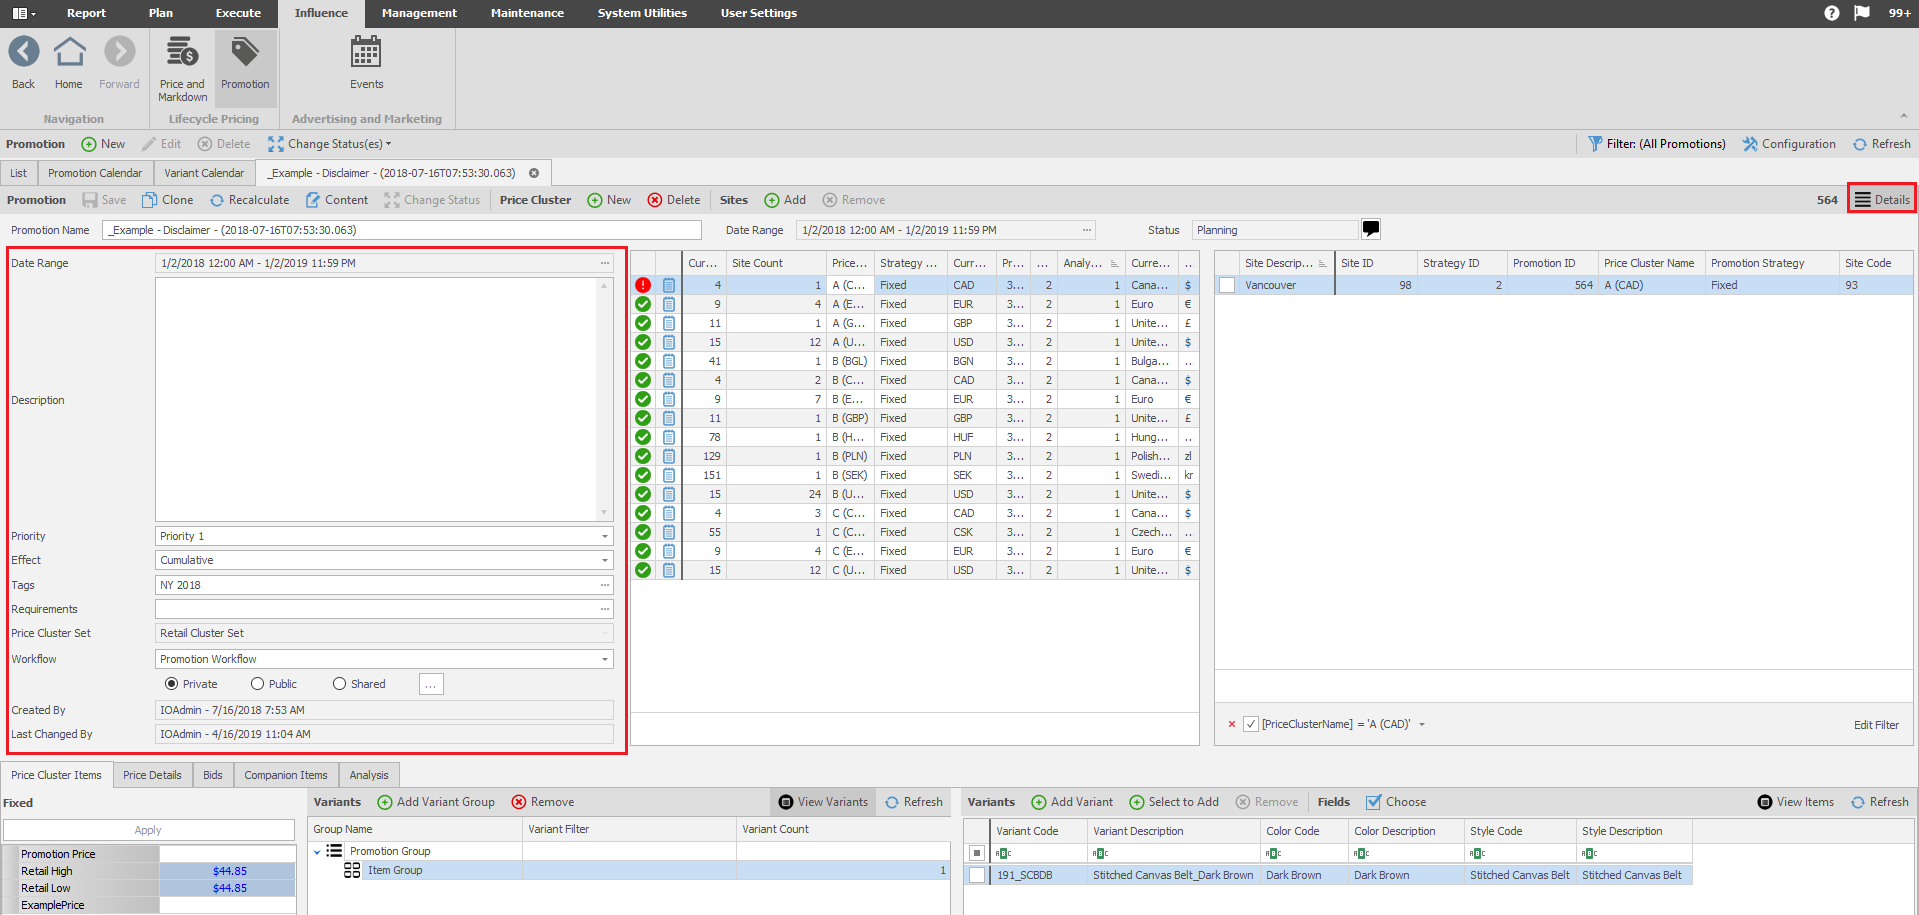 Report Plan Execute Influence Management Maintenance System Utilities User Settings ? 99+
Back Home Forward Price and Markdown Promotion Events
Navigation Lifecycle Pricing Advertising and Marketing
Promotion New Edit Delete Change Status(es) Filter: (All Promotions) Configuration Refresh
List Promotion Calendar Variant Calendar _Example - Disclaimer - (2018-07-16T07:53:30.063)
Promotion Save Clone Recalculate Content Change Status Price Cluster New Delete Sites Add Remove 564 Details
Promotion Name _Example - Disclaimer - (2018-07-16T07:53:30.063) Date Range 1/2/2018 12:00 AM - 1/2/2019 11:59 PM ... Status Planning
Date Range 1/2/2018 12:00 AM - 1/2/2019 11:59 PM ...
Description
Priority Priority 1
Effect Cumulative
Tags NY 2018 ...
Requirements ...
Price Cluster Set Retail Cluster Set
Workflow Promotion Workflow
Private Public Shared ...
Created By IOAdmin - 7/16/2018 7:53 AM
Last Changed By IOAdmin - 4/16/2019 11:04 AM
Cur... Site Count Price... Strategy ... Curr... Pr... ... Analy... Curre... ...
! 4 1 A (C... Fixed CAD 3... 2 1 Cana... $
9 4 A (E... Fixed EUR 3... 2 1 Euro €
11 1 A (G... Fixed GBP 3... 2 1 Unite... £
15 12 A (U... Fixed USD 3... 2 1 Unite... $
41 1 B (BGL) Fixed BGN 3... 2 1 Bulga... ..
4 2 B (C... Fixed CAD 3... 2 1 Cana... $
9 7 B (E... Fixed EUR 3... 2 1 Euro €
11 1 B (GBP) Fixed GBP 3... 2 1 Unite... £
78 1 B (H... Fixed HUF 3... 2 1 Hung... ..
129 1 B (PLN) Fixed PLN 3... 2 1 Polish... zł
151 1 B (SEK) Fixed SEK 3... 2 1 Swedi... kr
15 24 B (U... Fixed USD 3... 2 1 Unite... $
4 3 C (C... Fixed CAD 3... 2 1 Cana... $
55 1 C (C... Fixed CSK 3... 2 1 Czech... ..
9 4 C (E... Fixed EUR 3... 2 1 Euro €
15 12 C (U... Fixed USD 3... 2 1 Unite... $
Site Descrip... Site ID Strategy ID Promotion ID Price Cluster Name Promotion Strategy Site Code
Vancouver 98 2 564 A (CAD) Fixed 93
[PriceClusterName] = 'A (CAD)' Edit Filter
Price Cluster Items Price Details Bids Companion Items Analysis
Fixed
Apply
Promotion Price
Retail High $44.85
Retail Low $44.85
ExamplePrice
Variants Add Variant Group Remove View Variants Refresh
Group Name Variant Filter Variant Count
Promotion Group
Item Group 1
Variants Add Variant Select to Add Remove Fields Choose View Items Refresh
Variant Code Variant Description Color Code Color Description Style Code Style Description
ABC ABC ABC ABC ABC ABC
191_SCBDB Stitched Canvas Belt_Dark Brown Dark Brown Dark Brown Stitched Canvas Belt Stitched Canvas Belt